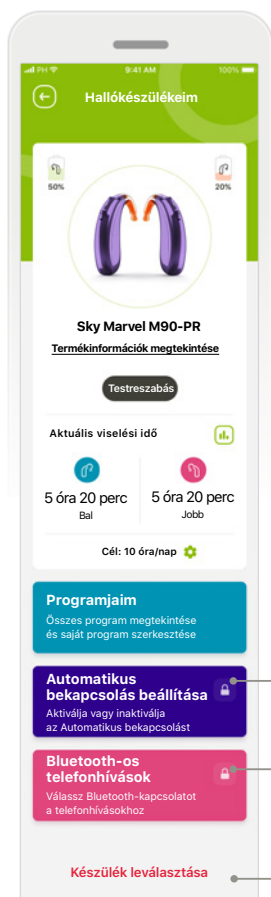 PH 9:41 AM 100%
Hallókészülékeim
50% 20%
Sky Marvel M90-PR
Termékinformációk megtekintése
Testreszabás
Aktuális viselési idő
5 óra 20 perc 5 óra 20 perc
Bal Jobb
Cél: 10 óra/nap
Programjaim
Összes program megtekintése
és saját program szerkesztése
Automatikus
bekapcsolás beállítása
Aktiválja vagy inaktiválja
az Automatikus bekapcsolást
Bluetooth-os
telefonhívások
Válassz Bluetooth-kapcsolatot
a telefonhívásokhoz
Készülék leválasztása